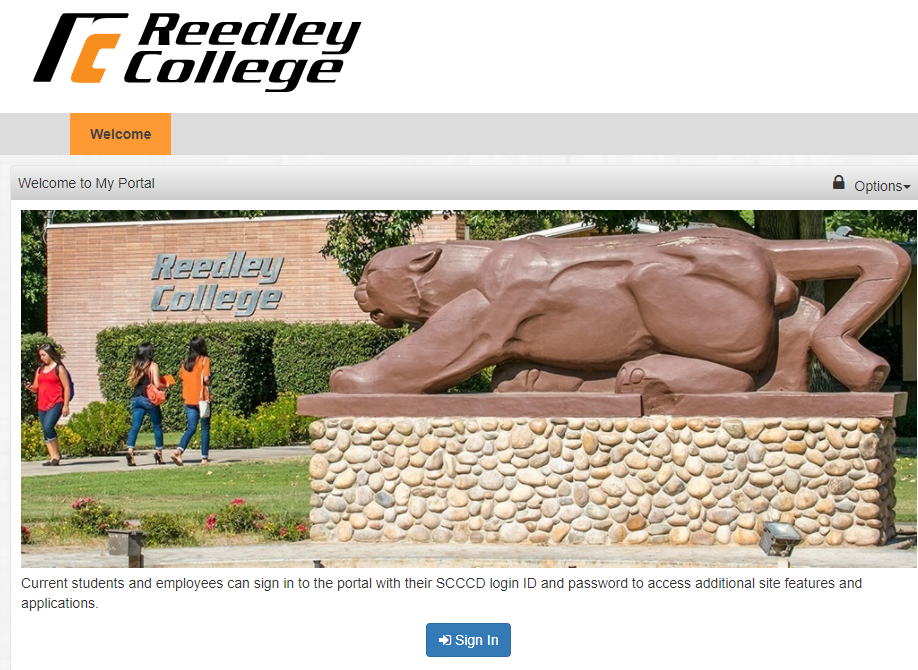 Reedley
College
Welcome
Welcome to My Portal
Options
Reedley
College
Current students and employees can sign in to the portal with their SCCCD login ID and password to access additional site features and
applications.
Sign In